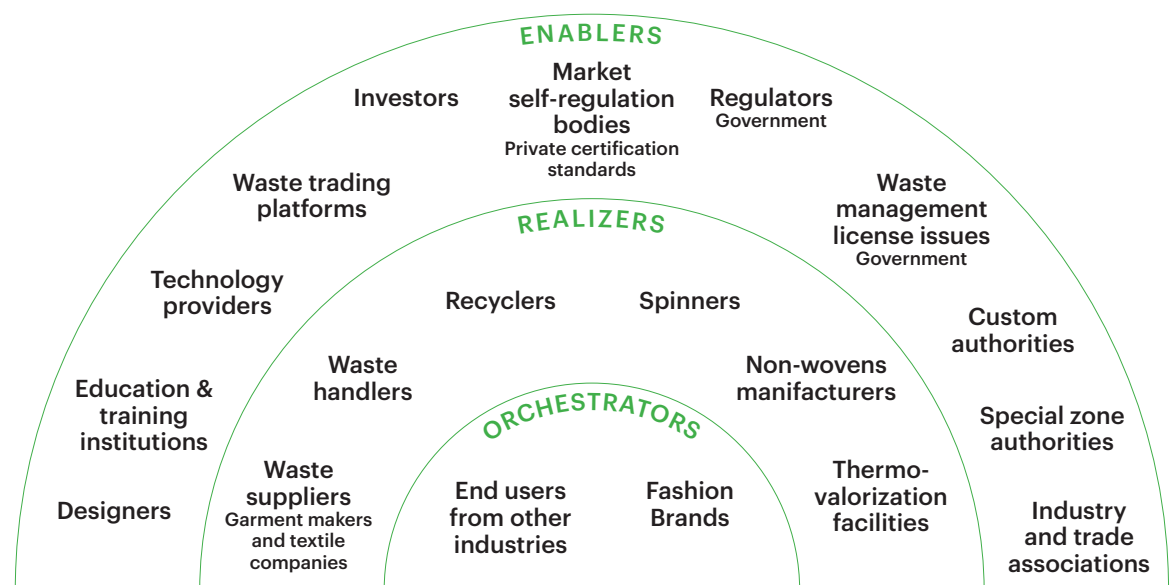 ENABLERS
Investors
Market
self-regulation
bodies
Private certification
standards
Regulators
Government
Waste trading
platforms
Waste
management
license issues
Government
Technology
providers
Custom
authorities
Education &
training
institutions
Special zone
authorities
Designers
Industry
and trade
associations
REALIZERS
Recyclers
Spinners
Waste
handlers
Non-wovens
manifacturers
Waste
suppliers
Garment makers
and textile
companies
Thermo-
valorization
facilities
ORCHESTRATORS
End users
from other
industries
Fashion
Brands